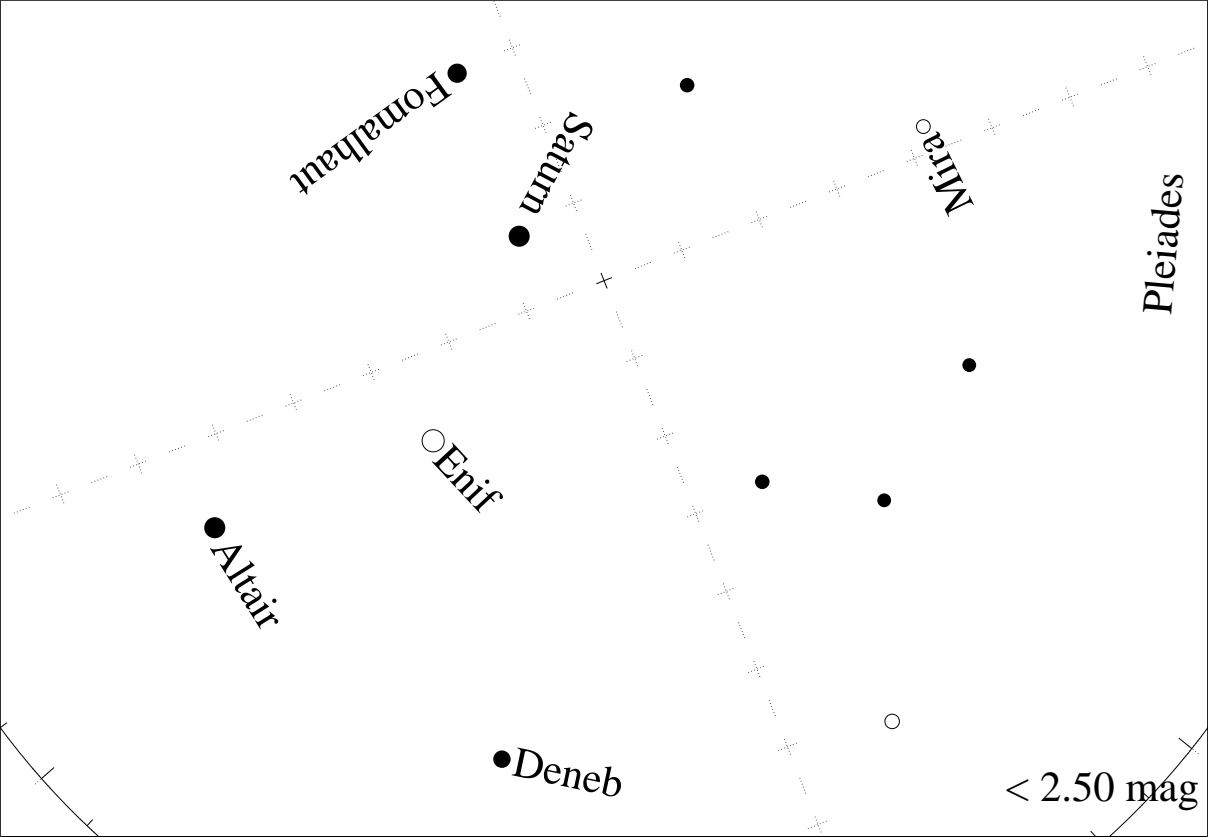 Fomalhaut
Saturn
Mira
Pleiades
Enif
Altair
Deneb
< 2.50 mag